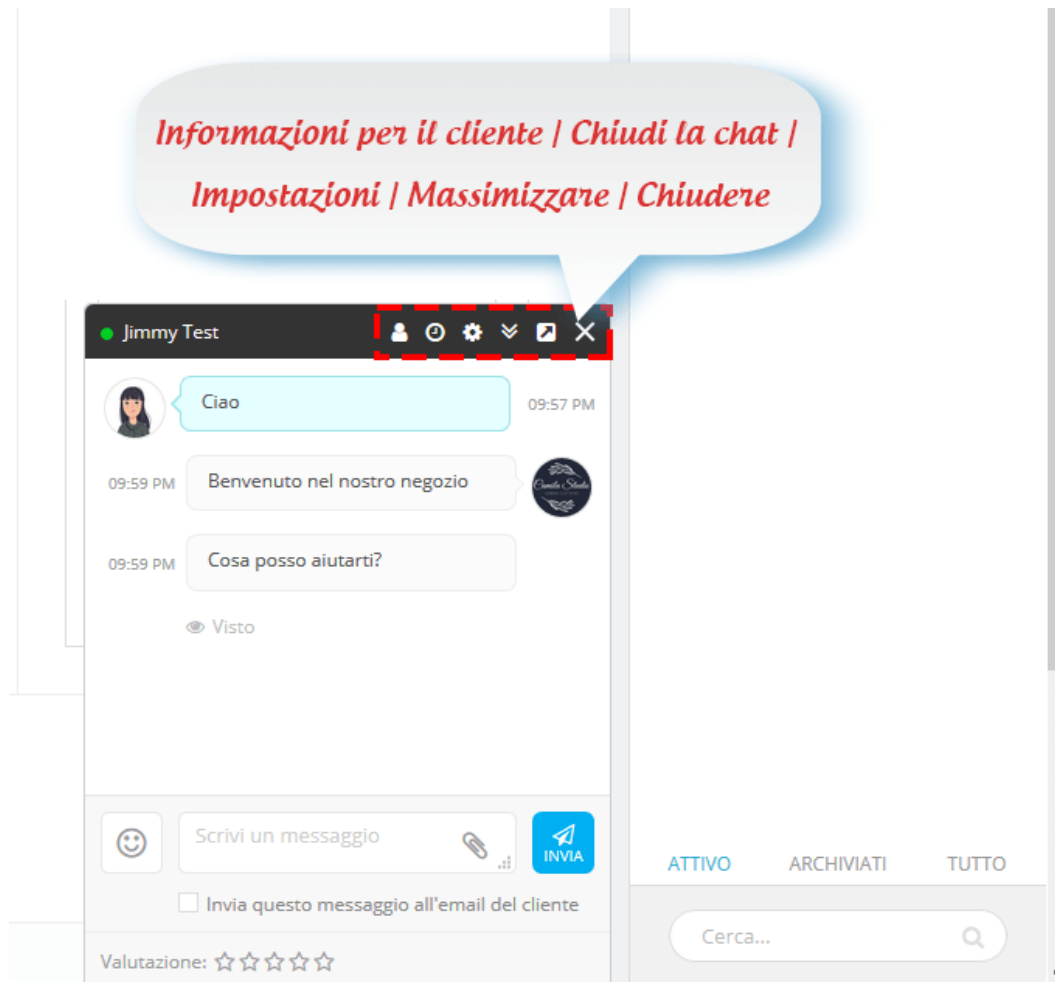 Informazioni per il cliente | Chiudi la chat |
Impostazioni | Massimizzare | Chiudere
Jimmy Test
Ciao
09:57 PM
09:59 PM
Benvenuto nel nostro negozio
Camila Studio
09:59 PM
Cosa posso aiutarti?
Visto
Scrivi un messaggio
INVIA
Invia questo messaggio all'email del cliente
Valutazione:
ATTIVO ARCHIVIATI TUTTO
Cerca...